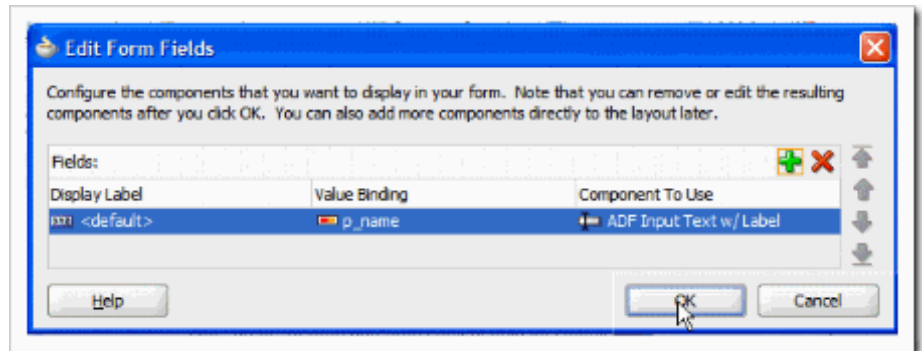 Edit Form Fields
Configure the components that you want to display in your form. Note that you can remove or edit the resulting
components after you click OK. You can also add more components directly to the layout later.
Fields:
Display Label Value Binding Component To Use
<default> p_name ADF Input Text w/ Label
Help OK Cancel